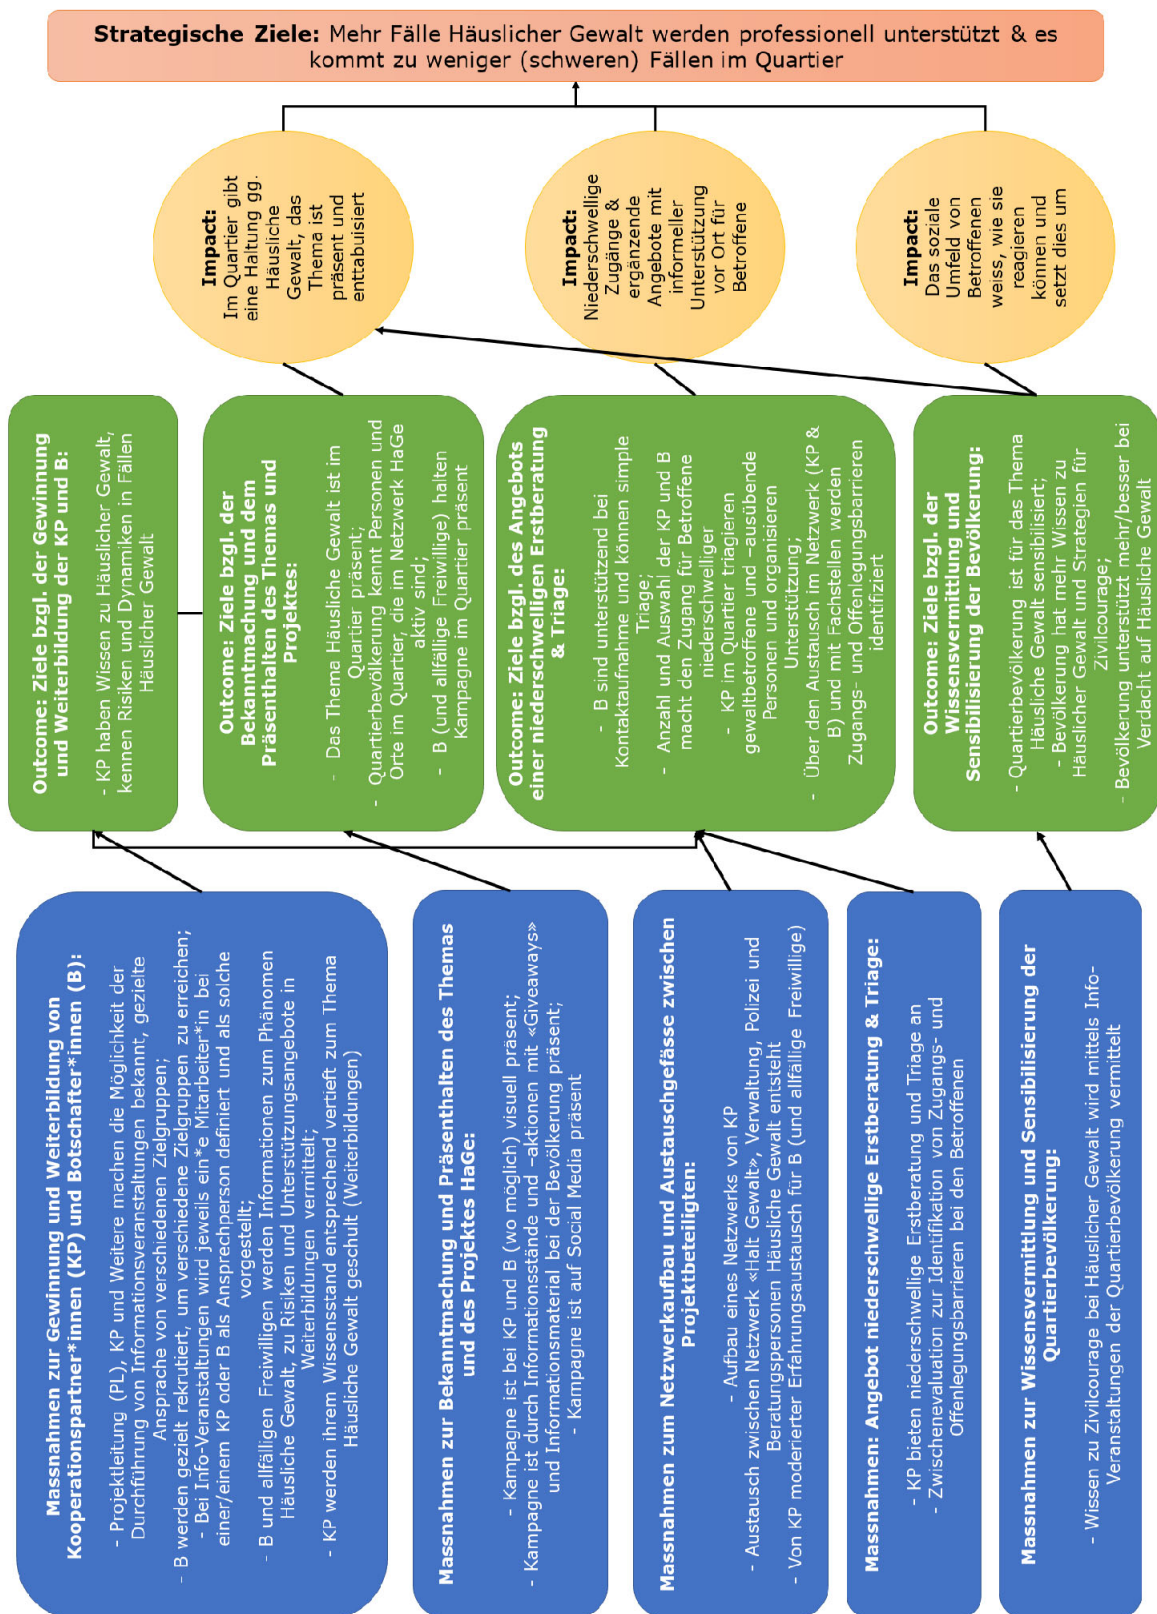 Strategische Ziele: Mehr Fälle Häuslicher Gewalt werden professionell unterstützt & es
kommt zu weniger (schweren) Fällen im Quartier
Impact:
Im Quartier gibt
eine Haltung gg.
Häusliche
Gewalt, das
Thema ist
präsent und
enttabuisiert
Impact:
Niederschwellige
Zugänge &
ergänzende
Angebote mit
informeller
Unterstützung
vor Ort für
Betroffene
Impact:
Das soziale
Umfeld von
Betroffenen
weiss, wie sie
reagieren
können und
setzt dies um
Outcome: Ziele bzgl. der Gewinnung
und Weiterbildung der KP und B:
- KP haben Wissen zu Häuslicher Gewalt,
kennen Risiken und Dynamiken in Fällen
Häuslicher Gewalt
Outcome: Ziele bzgl. der
Bekanntmachung und dem
Präsenthalten des Themas und
Projektes:
- Das Thema Häusliche Gewalt ist im
Quartier präsent;
- Quartierbevölkerung kennt Personen und
Orte im Quartier, die im Netzwerk HaGe
aktiv sind;
- B (und allfällige Freiwillige) halten
Kampagne im Quartier präsent
Outcome: Ziele bzgl. des Angebots
einer niederschwelligen Erstberatung
& Triage:
- B sind unterstützend bei
Kontaktaufnahme und können simple
Triage;
- Anzahl und Auswahl der KP und B
macht den Zugang für Betroffene
niederschwelliger
- KP im Quartier triagieren
gewaltbetroffene und –ausübende
Personen und organisieren
Unterstützung;
- Über den Austausch im Netzwerk (KP &
B) und mit Fachstellen werden
Zugangs- und Offenlegungsbarrieren
identifiziert
Outcome: Ziele bzgl. der
Wissensvermittlung und
Sensibilisierung der Bevölkerung:
- Quartierbevölkerung ist für das Thema
Häusliche Gewalt sensibilisiert;
- Bevölkerung hat mehr Wissen zu
Häuslicher Gewalt und Strategien für
Zivilcourage;
- Bevölkerung unterstützt mehr/besser bei
Verdacht auf Häusliche Gewalt
Massnahmen zur Gewinnung und Weiterbildung von
Kooperationspartner*innen (KP) und Botschafter*innen (B):
- Projektleitung (PL), KP und Weitere machen die Möglichkeit der
Durchführung von Informationsveranstaltungen bekannt, gezielte
Ansprache von verschiedenen Zielgruppen;
- B werden gezielt rekrutiert, um verschiedene Zielgruppen zu erreichen;
- Bei Info-Veranstaltungen wird jeweils ein*e Mitarbeiter*in bei
einer/einem KP oder B als Ansprechperson definiert und als solche
vorgestellt;
- B und allfälligen Freiwilligen werden Informationen zum Phänomen
Häusliche Gewalt, zu Risiken und Unterstützungsangebote in
Weiterbildungen vermittelt;
- KP werden ihrem Wissensstand entsprechend vertieft zum Thema
Häusliche Gewalt geschult (Weiterbildungen)
Massnahmen zur Bekanntmachung und Präsenthalten des Themas
und des Projektes HaGe:
- Kampagne ist bei KP und B (wo möglich) visuell präsent;
- Kampagne ist durch Informationsstände und –aktionen mit «Giveaways»
und Informationsmaterial bei der Bevölkerung präsent;
- Kampagne ist auf Social Media präsent
Massnahmen zum Netzwerkaufbau und Austauschgefässe zwischen
Projektbeteiligten:
- Aufbau eines Netzwerks von KP
- Austausch zwischen Netzwerk «Halt Gewalt», Verwaltung, Polizei und
Beratungspersonen Häusliche Gewalt entsteht
- Von KP moderierter Erfahrungsaustausch für B (und allfällige Freiwillige)
Massnahmen: Angebot niederschwellige Erstberatung & Triage:
- KP bieten niederschwellige Erstberatung und Triage an
- Zwischenevaluation zur Identifikation von Zugangs- und
Offenlegungsbarrieren bei den Betroffenen
Massnahmen zur Wissensvermittlung und Sensibilisierung der
Quartierbevölkerung:
- Wissen zu Zivilcourage bei Häuslicher Gewalt wird mittels Info-
Veranstaltungen der Quartierbevölkerung vermittelt